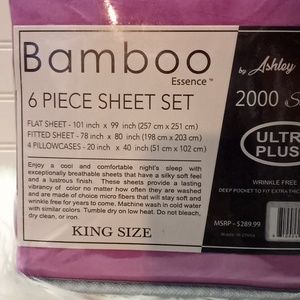 Bamboo
Essence™
by Ashley
6 PIECE SHEET SET
2000
FLAT SHEET - 101 inch x 99 inch (257 cm x 251 cm)
FITTED SHEET - 78 inch x 80 inch (198 cm x 203 cm)
4 PILLOWCASES - 20 inch x 40 inch (51 cm x 102 cm)
ULTR
PLUS
Enjoy a cool and comfortable night's sleep with
exceptionally breathable sheets that have a silky soft feel
and a lustrous finish. These sheets provide a lasting
vibrancy of color no matter how often they are washed
and are made of choice micro fibers that will stay soft and
wrinkle free for years to come. Machine wash in cold water
with similar colors. Tumble dry on low heat. Do not bleach,
dry clean, or iron.
WRINKLE FREE
DEEP POCKET TO FIT EXTRA THIC
MSRP - $289.99
MADE IN CHINA
KING SIZE